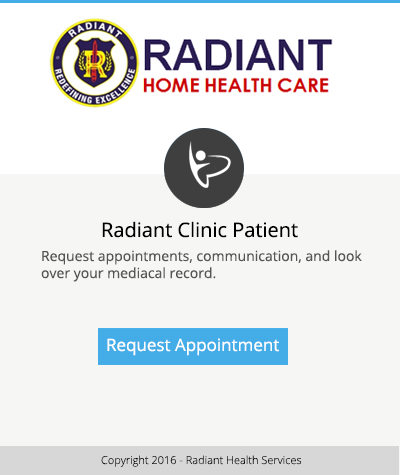 RADIANT
R
REDEFINING EXCELLENCE
RADIANT
HOME HEALTH CARE
Radiant Clinic Patient
Request appointments, communication, and look
over your mediacal record.
Request Appointment
Copyright 2016 - Radiant Health Services